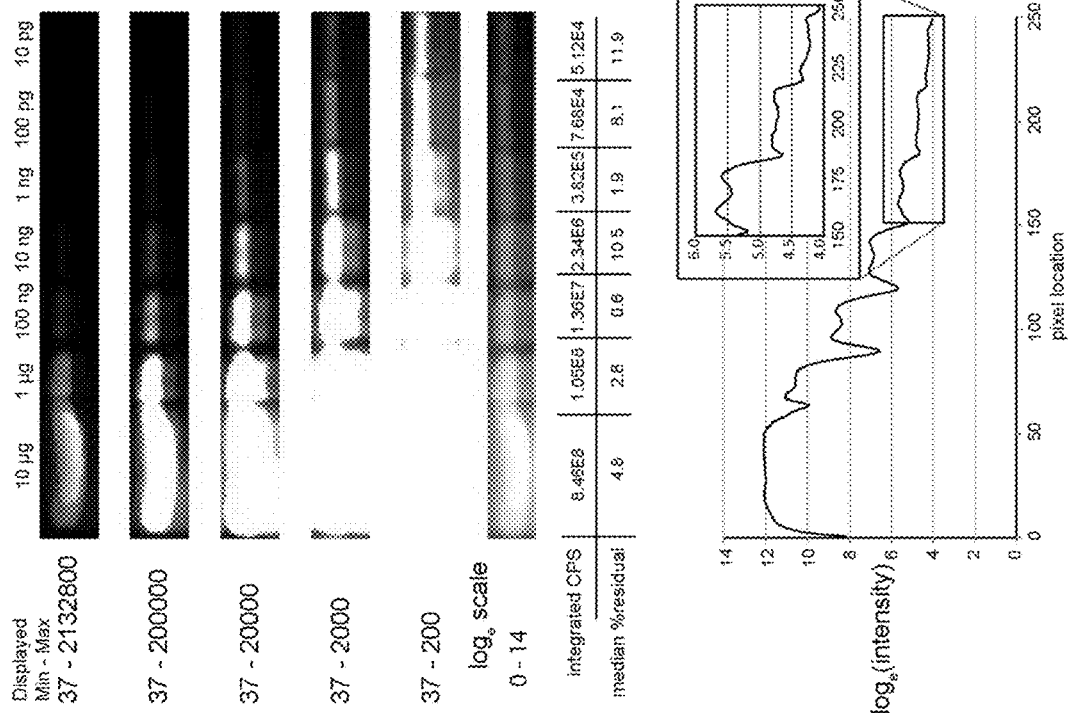 10 µg 1 µg 100 ng 10 ng 1 ng 100 pg 10 pg
Displayed
Min - Max
37 - 2132800
37 - 200000
37 - 20000
37 - 2000
37 - 200
logₑ scale
0 - 14
integrated CPS 8.46E8 1.05E8 1.36E7 2.34E6 3.82E5 7.68E4 5.12E4
median %residual 4.8 2.8 0.6 10.5 1.9 8.1 11.9
6.0
5.5
5.0
4.5
4.0
150 175 200 225 250
14
12
10
8
6
4
2
0
logₑ(intensity)
0 50 100 150 200 250
pixel location